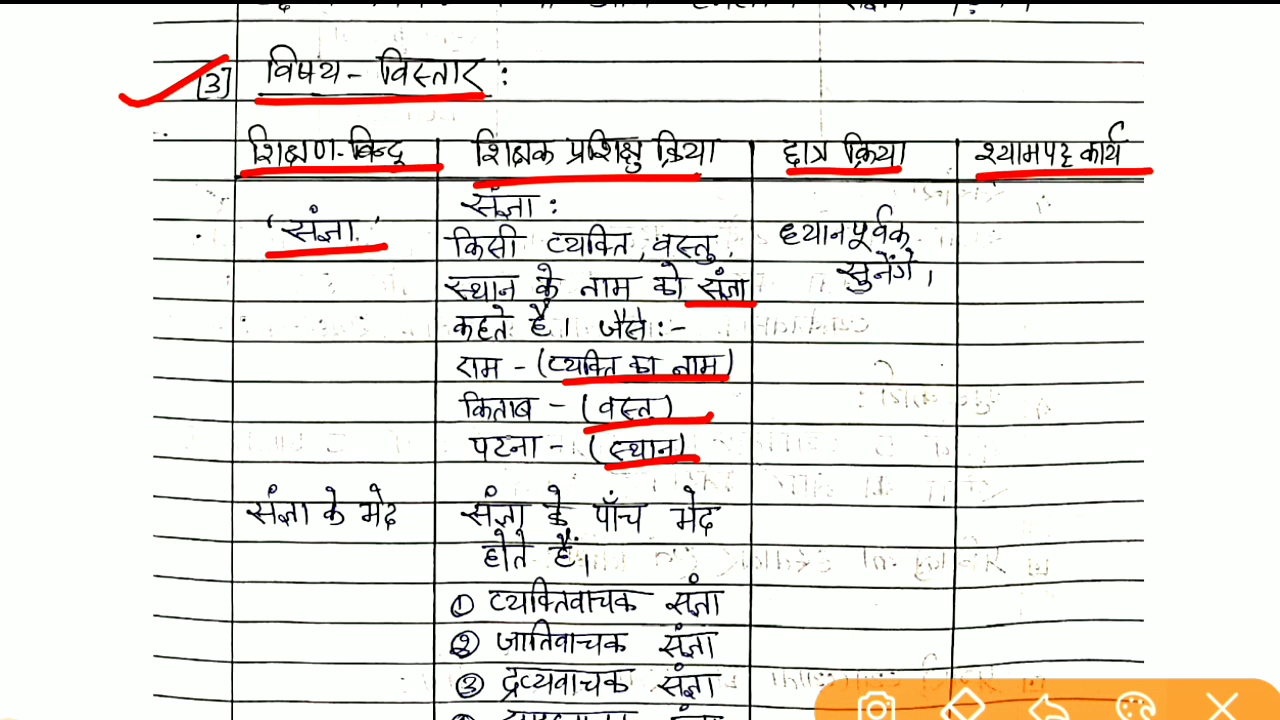 [3] विषय - विस्तार :
शिक्षण-बिन्दू शिक्षक प्रशिक्षु क्रिया छात्र क्रिया श्यामपट्ट कार्य
'संज्ञा'
संज्ञा :
किसी व्यक्ति, वस्तु,
स्थान के नाम को संज्ञा
कहते हैं। जैसे :-
राम - (व्यक्ति का नाम)
किताब - (वस्तु)
पटना - (स्थान)
ध्यानपूर्वक
सुनेंगे।
संज्ञा के भेद
संज्ञा के पाँच भेद
होते हैं।
① व्यक्तिवाचक संज्ञा
② जातिवाचक संज्ञा
③ द्रव्यवाचक संज्ञा